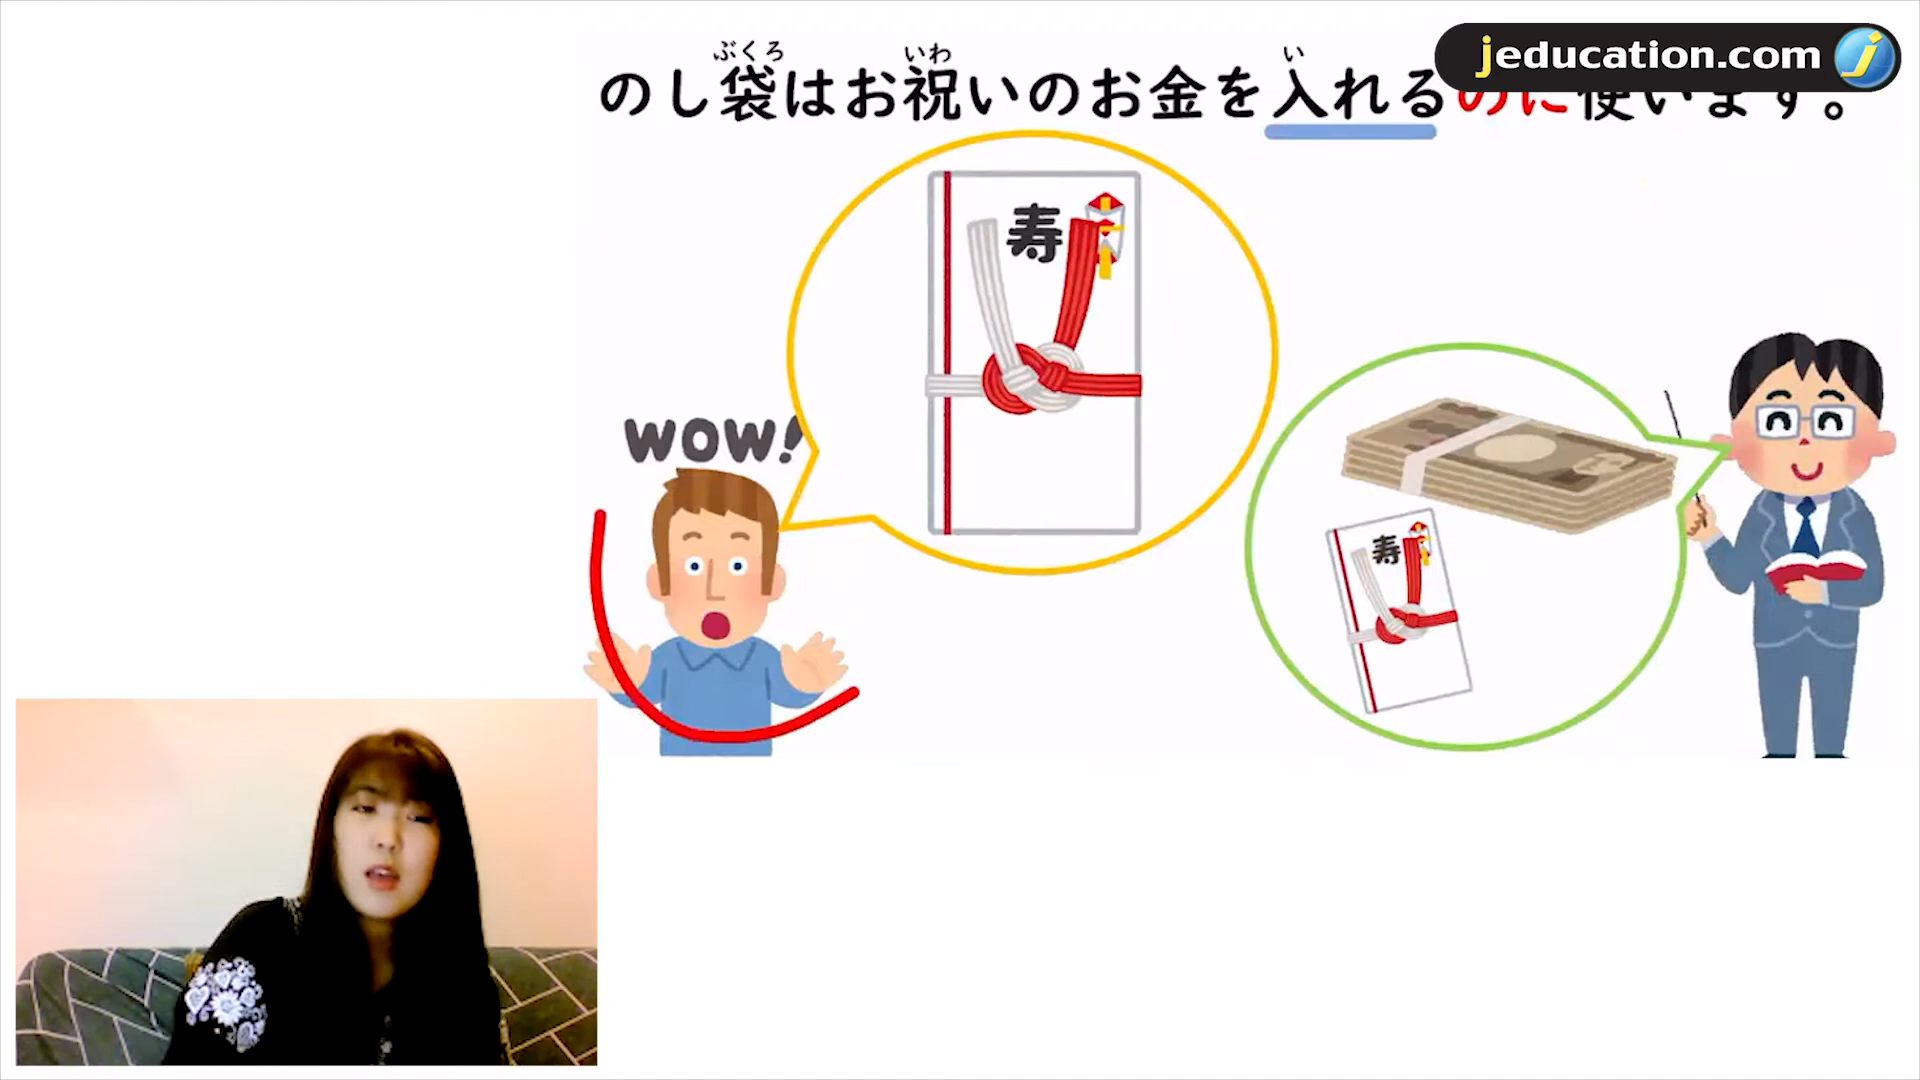 ぶくろ いわ い
のし袋はお祝いのお金を入れるのに使います。
jeducation.com
寿
WOW!
寿